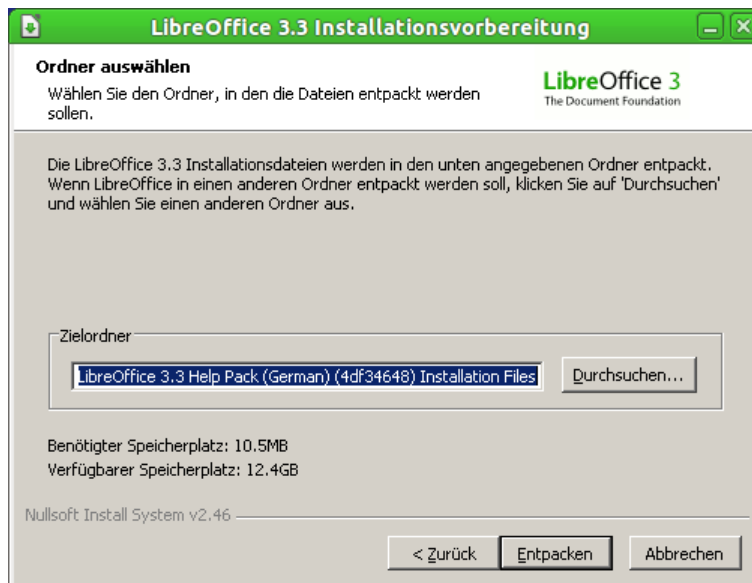 LibreOffice 3.3 Installationsvorbereitung
Ordner auswählen
Wählen Sie den Ordner, in den die Dateien entpackt werden
sollen.
LibreOffice 3
The Document Foundation
Die LibreOffice 3.3 Installationsdateien werden in den unten angegebenen Ordner entpackt.
Wenn LibreOffice in einen anderen Ordner entpackt werden soll, klicken Sie auf 'Durchsuchen'
und wählen Sie einen anderen Ordner aus.
Zielordner
LibreOffice 3.3 Help Pack (German) (4df34648) Installation Files
Durchsuchen...
Benötigter Speicherplatz: 10.5MB
Verfügbarer Speicherplatz: 12.4GB
Nullsoft Install System v2.46
< Zurück
Entpacken
Abbrechen